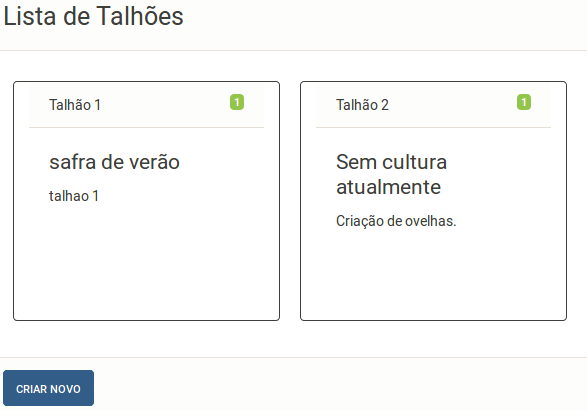 Lista de Talhões
Talhão 1
1
safra de verão
talhao 1
Talhão 2
1
Sem cultura
atualmente
Criação de ovelhas.
CRIAR NOVO